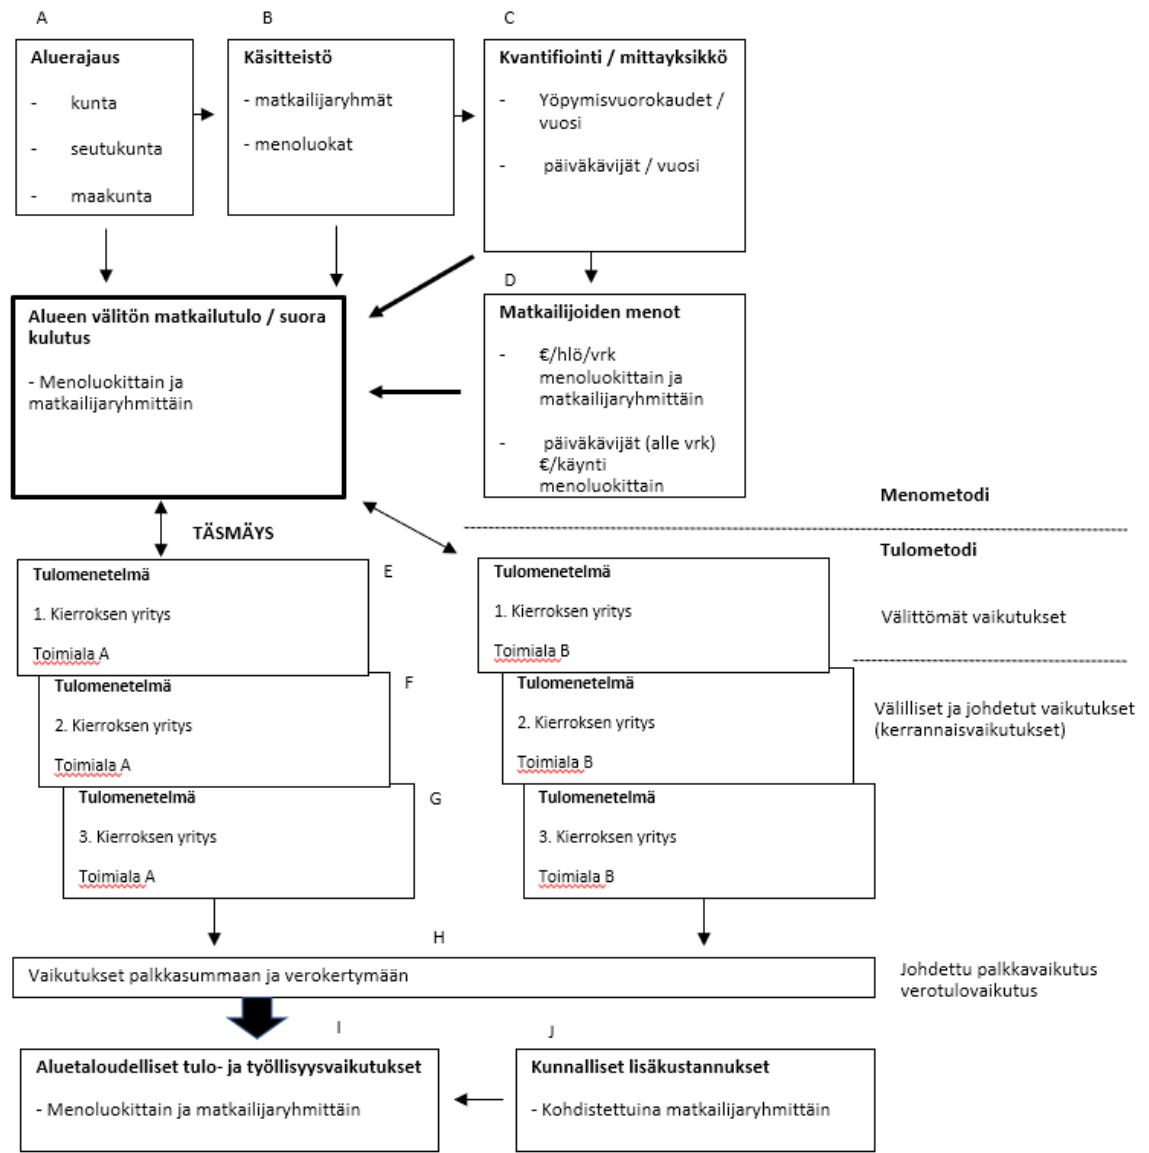 A
B
C
Aluerajaus
- kunta
- seutukunta
- maakunta
Käsitteistö
- matkailijaryhmät
- menoluokat
Kvantifiointi / mittayksikkö
- Yöpymisvuorokaudet /
vuosi
- päiväkävijät / vuosi
D
Alueen välitön matkailutulo / suora
kulutus
- Menoluokittain ja
matkailijaryhmittäin
Matkailijoiden menot
- €/hlö/vrk
menoluokittain ja
matkailijaryhmittäin
- päiväkävijät (alle vrk)
€/käynti
menoluokittain
Menometodi
TÄSMÄYS
Tulometodi
E
Tulomenetelmä
1. Kierroksen yritys
Toimiala A
Tulomenetelmä
1. Kierroksen yritys
Toimiala B
Välittömät vaikutukset
F
Tulomenetelmä
2. Kierroksen yritys
Toimiala A
Tulomenetelmä
2. Kierroksen yritys
Toimiala B
Välilliset ja johdetut vaikutukset
(kerrannaisvaikutukset)
G
Tulomenetelmä
3. Kierroksen yritys
Toimiala A
Tulomenetelmä
3. Kierroksen yritys
Toimiala B
H
Vaikutukset palkkasummaan ja verokertymään
Johdettu palkkavaikutus
verotulovaikutus
I
J
Aluetaloudelliset tulo- ja työllisyysvaikutukset
- Menoluokittain ja matkailijaryhmittäin
Kunnalliset lisäkustannukset
- Kohdistettuina matkailijaryhmittäin